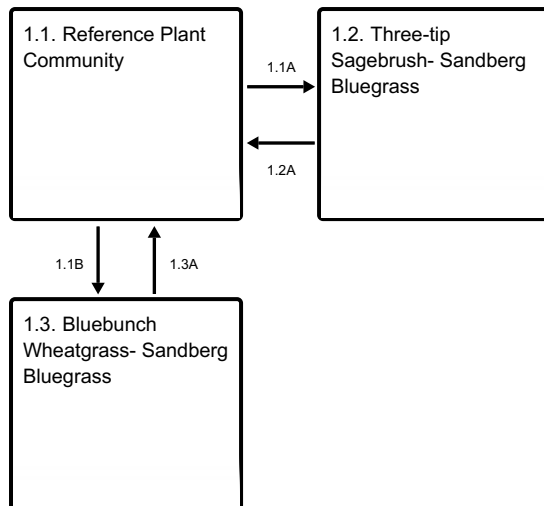 1.1. Reference Plant
Community
1.1A
1.2. Three-tip
Sagebrush- Sandberg
Bluegrass
1.2A
1.1B
1.3A
1.3. Bluebunch
Wheatgrass- Sandberg
Bluegrass